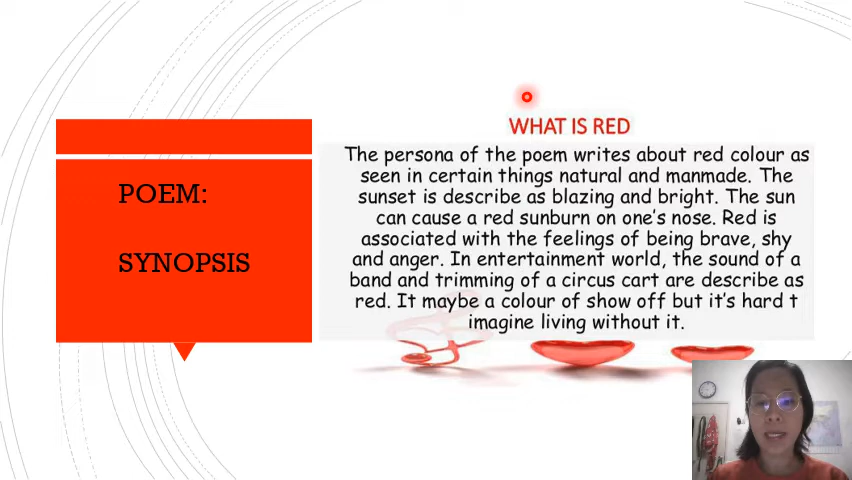 POEM:
SYNOPSIS
WHAT IS RED
The persona of the poem writes about red colour as
seen in certain things natural and manmade. The
sunset is describe as blazing and bright. The sun
can cause a red sunburn on one's nose. Red is
associated with the feelings of being brave, shy
and anger. In entertainment world, the sound of a
band and trimming of a circus cart are describe as
red. It maybe a colour of show off but it's hard t
imagine living without it.